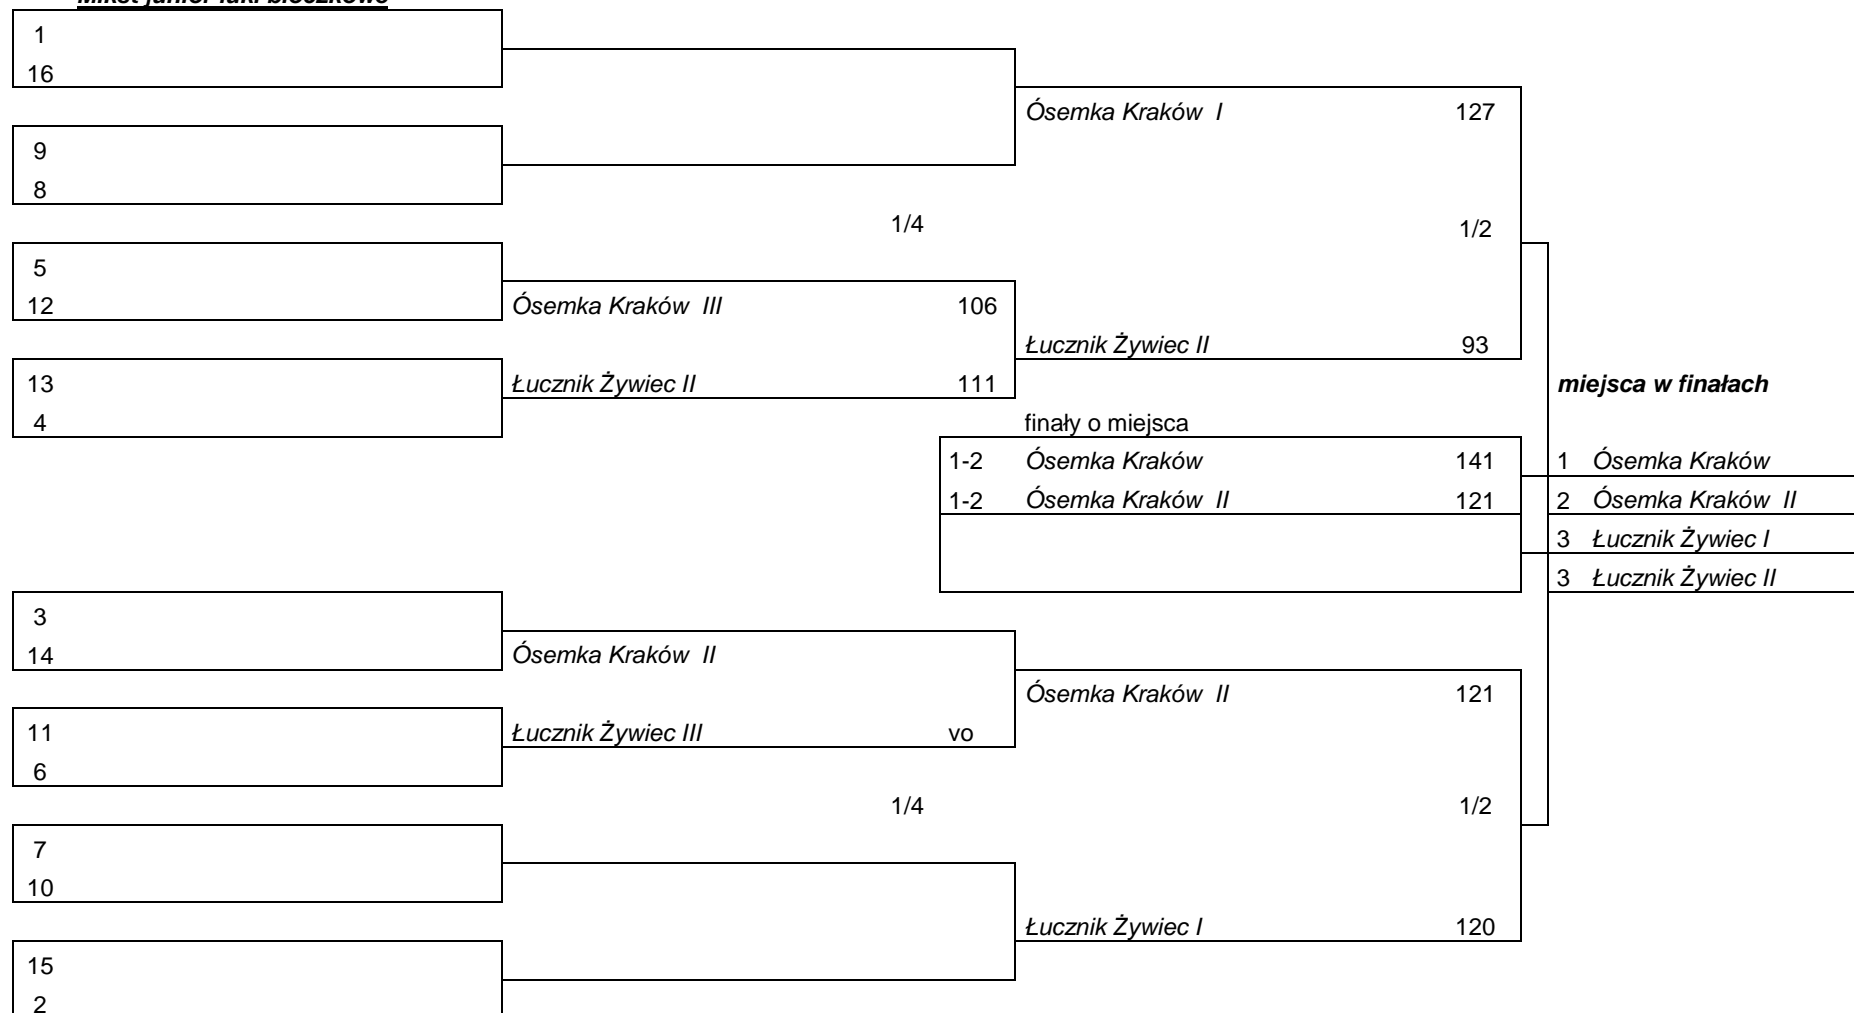 1
16
Ósemka Kraków  I 127
9
8
1/4 1/2
5
12 Ósemka Kraków  III 106
Łucznik Żywiec II 93
13 Łucznik Żywiec II 111 miejsca w finałach
4 finały o miejsca
1-2 Ósemka Kraków 141 1 Ósemka Kraków
1-2 Ósemka Kraków  II 121 2 Ósemka Kraków  II
3 Łucznik Żywiec I
3 Łucznik Żywiec II
3
14 Ósemka Kraków  II
Ósemka Kraków  II 121
11 Łucznik Żywiec III vo
6
1/4 1/2
7
10
Łucznik Żywiec I 120
15
2